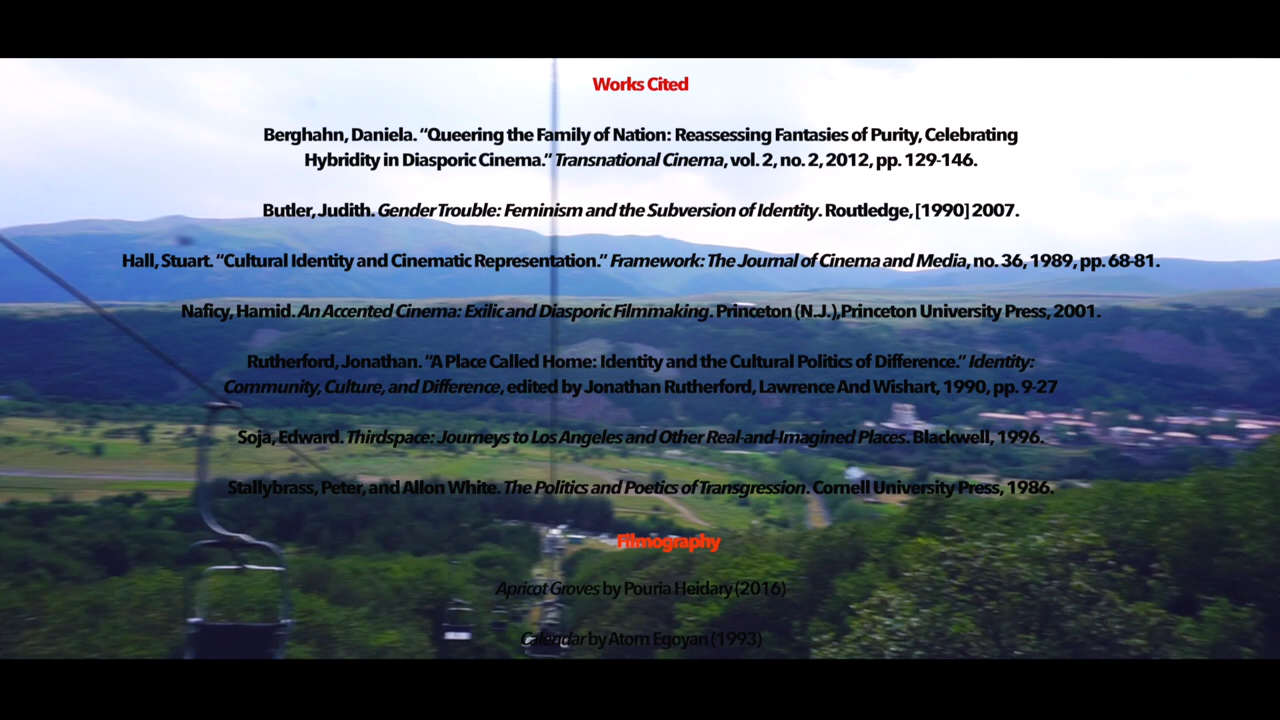 Works Cited
Berghahn, Daniela. “Queering the Family of Nation: Reassessing Fantasies of Purity, Celebrating
Hybridity in Diasporic Cinema.” Transnational Cinema, vol. 2, no. 2, 2012, pp. 129-146.
Butler, Judith. Gender Trouble: Feminism and the Subversion of Identity. Routledge, [1990] 2007.
Hall, Stuart. “Cultural Identity and Cinematic Representation.” Framework: The Journal of Cinema and Media, no. 36, 1989, pp. 68-81.
Naficy, Hamid. An Accented Cinema: Exilic and Diasporic Filmmaking. Princeton (N.J.),Princeton University Press, 2001.
Rutherford, Jonathan. “A Place Called Home: Identity and the Cultural Politics of Difference.” Identity:
Community, Culture, and Difference, edited by Jonathan Rutherford, Lawrence And Wishart, 1990, pp. 9-27
Soja, Edward. Thirdspace: Journeys to Los Angeles and Other Real-and-Imagined Places. Blackwell, 1996.
Stallybrass, Peter, and Allon White. The Politics and Poetics of Transgression. Cornell University Press, 1986.
Filmography
Apricot Groves by Pouria Heidary (2016)
Calendar by Atom Egoyan (1993)